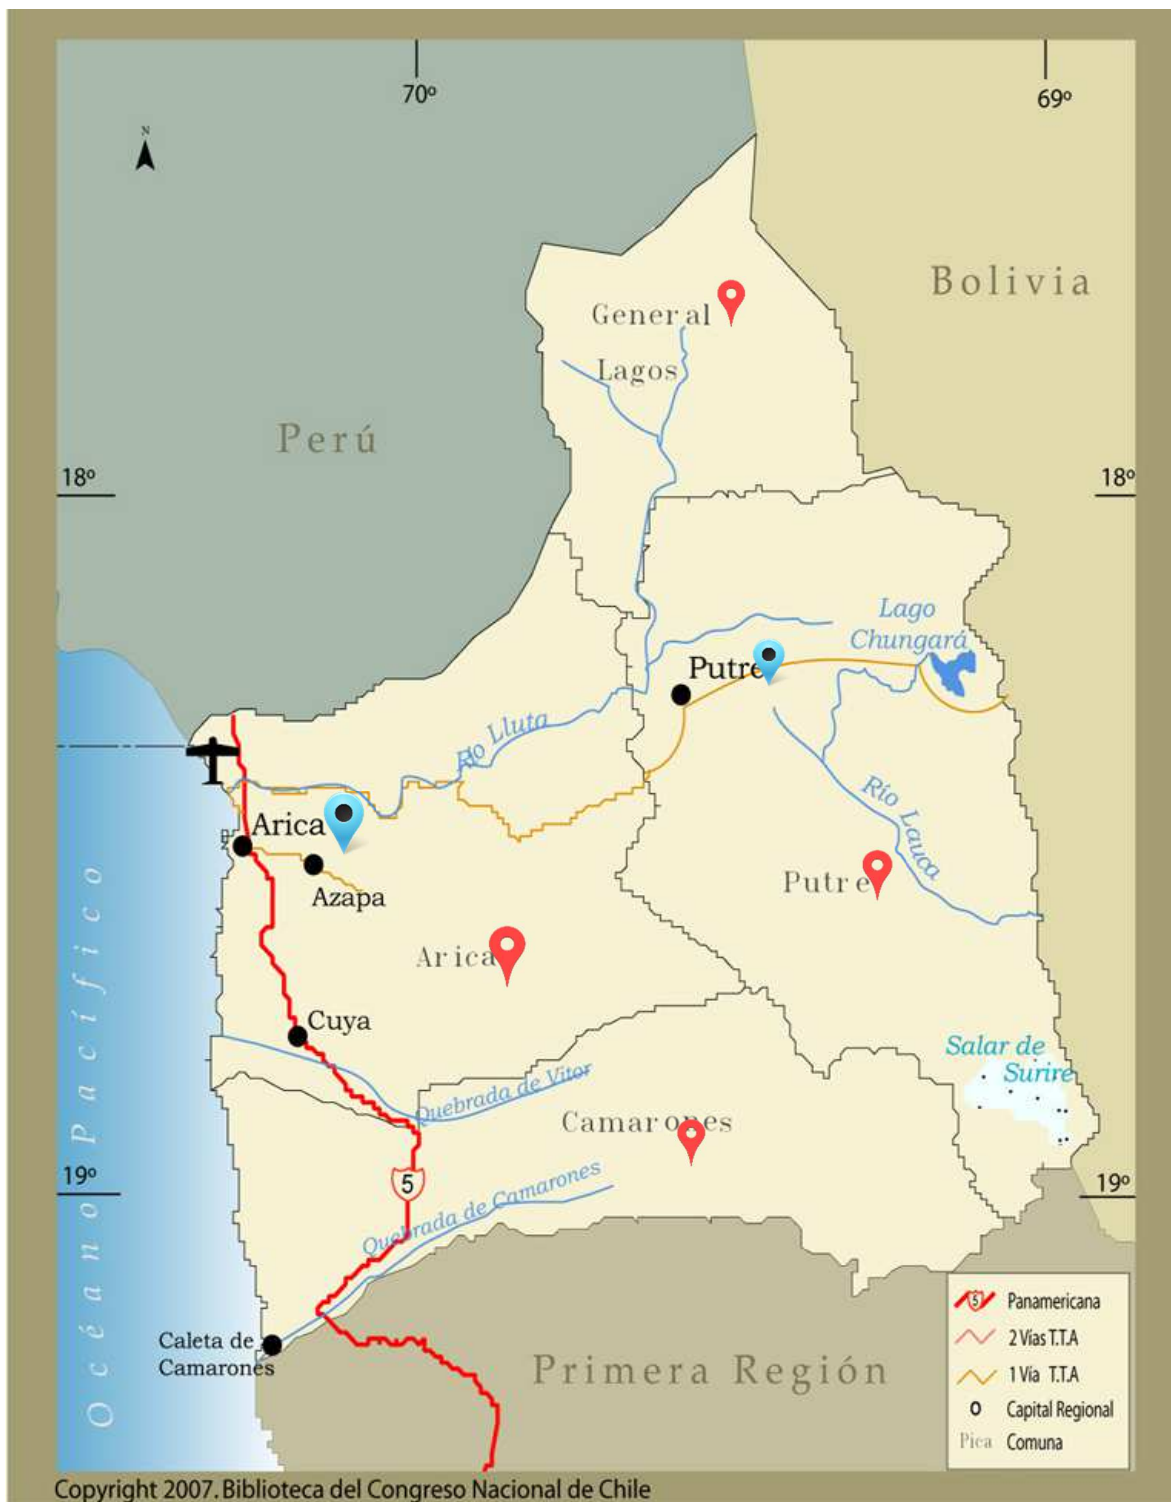 70º
69º
N
Bolivia
General
Lagos
Perú
18º
18º
Lago
Chungará
Putre
Río Lluta
Río Lauca
Arica
Azapa
Putre
Arica
Cuya
Océano Pacífico
Salar de
Surire
Quebrada de Vitor
Camarones
19º
5
19º
Quebrada de Camarones
Caleta de
Camarones
Primera Región
5 Panamericana
2 Vías T.T.A
1 Vía T.T.A
Capital Regional
Pica Comuna
Copyright 2007. Biblioteca del Congreso Nacional de Chile